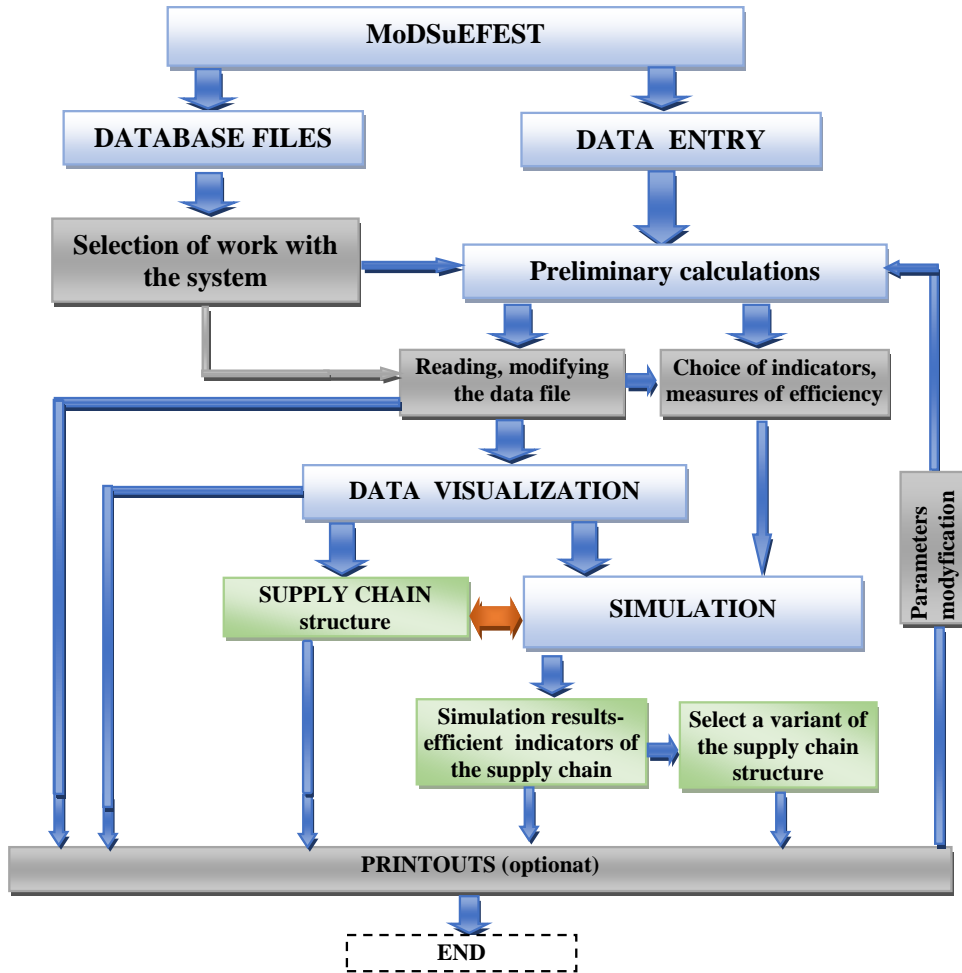 MoDSuEFEST
DATABASE FILES
DATA ENTRY
Selection of work with
the system
Preliminary calculations
Reading, modifying
the data file
Choice of indicators,
measures of efficiency
DATA VISUALIZATION
Parameters
modyfication
SUPPLY CHAIN
structure
SIMULATION
Simulation results-
efficient indicators of
the supply chain
Select a variant of
the supply chain
structure
PRINTOUTS (optionat)
END